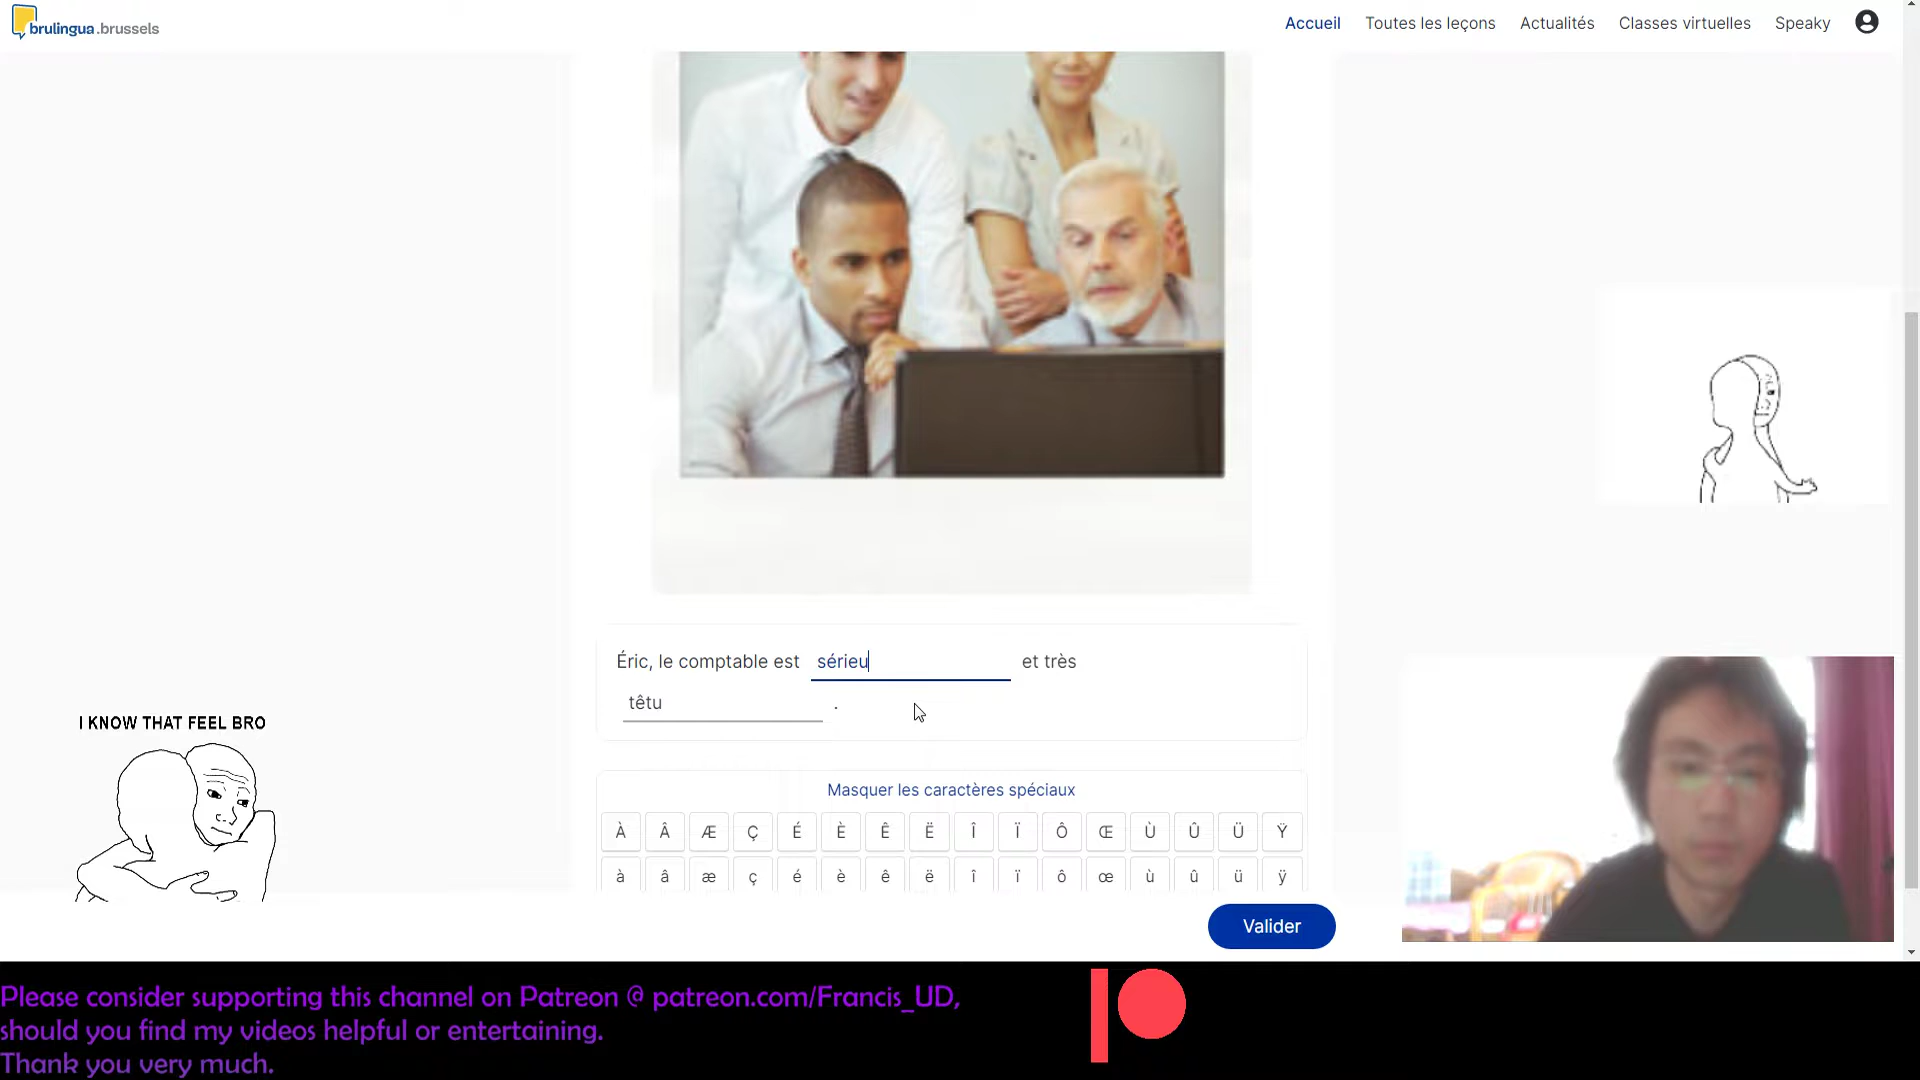 brulingua.brussels
Accueil Toutes les leçons Actualités Classes virtuelles Speaky
Éric, le comptable est sérieu et très
têtu .
I KNOW THAT FEEL BRO
Masquer les caractères spéciaux
À Â Æ Ç É È Ê Ë Î Ï Ô Œ Ù Û Ü Ÿ
à â æ ç é è ê ë î ï ô œ ù û ü ÿ
Valider
Please consider supporting this channel on Patreon @ patreon.com/Francis_UD,
should you find my videos helpful or entertaining.
Thank you very much.